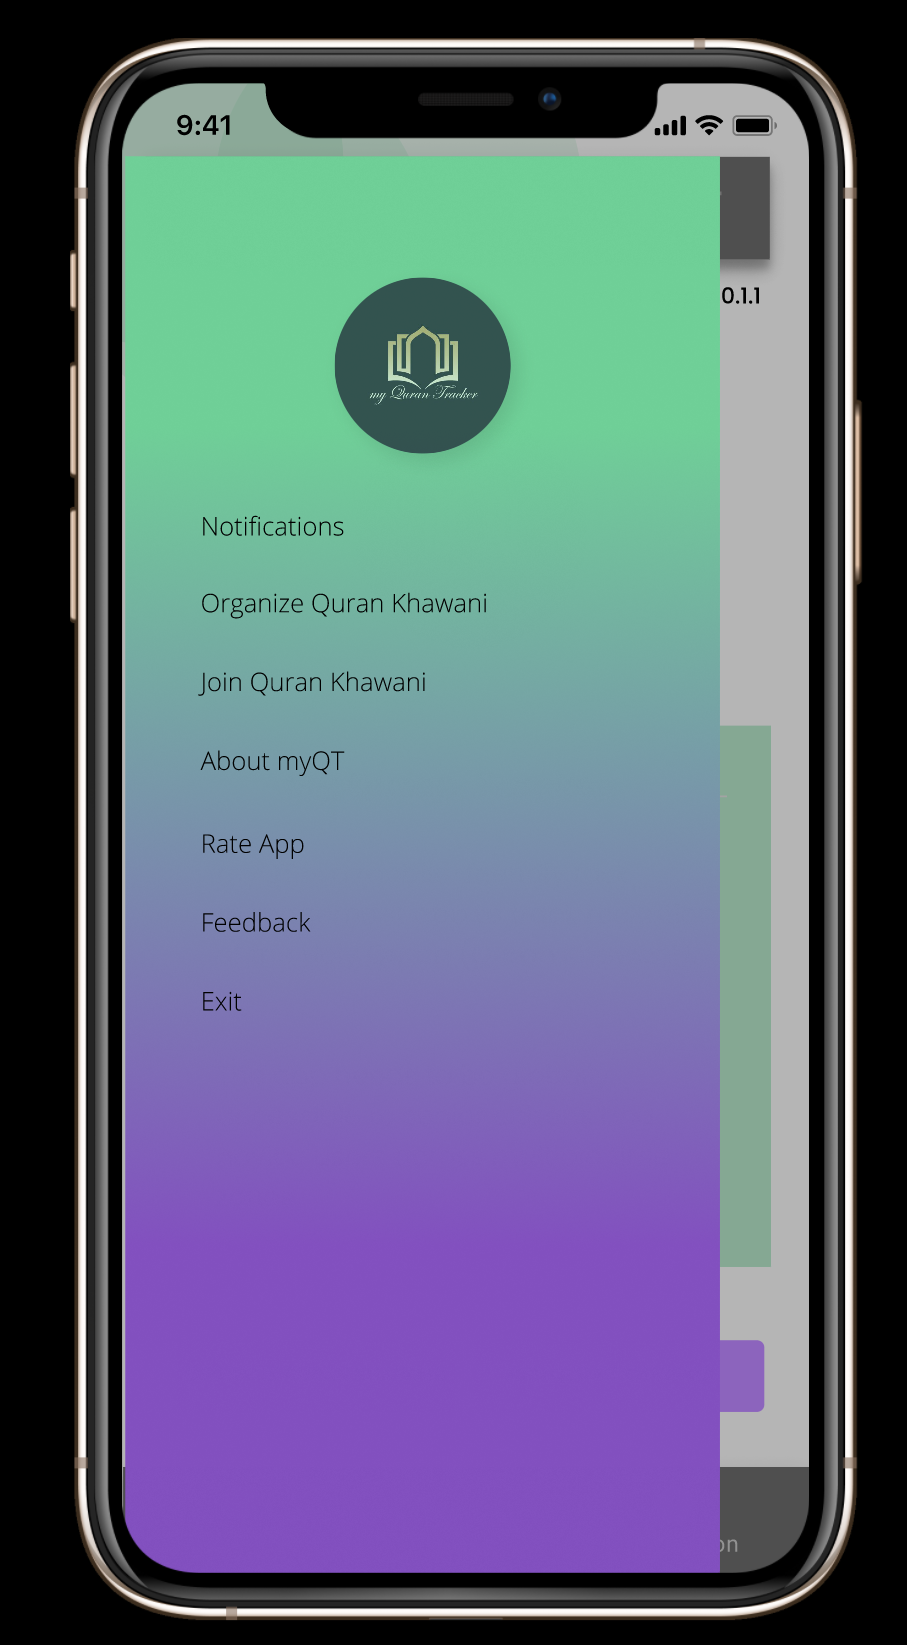 9:41
0.1.1
my Quran Tracker
Notifications
Organize Quran Khawani
Join Quran Khawani
About myQT
Rate App
Feedback
Exit
on